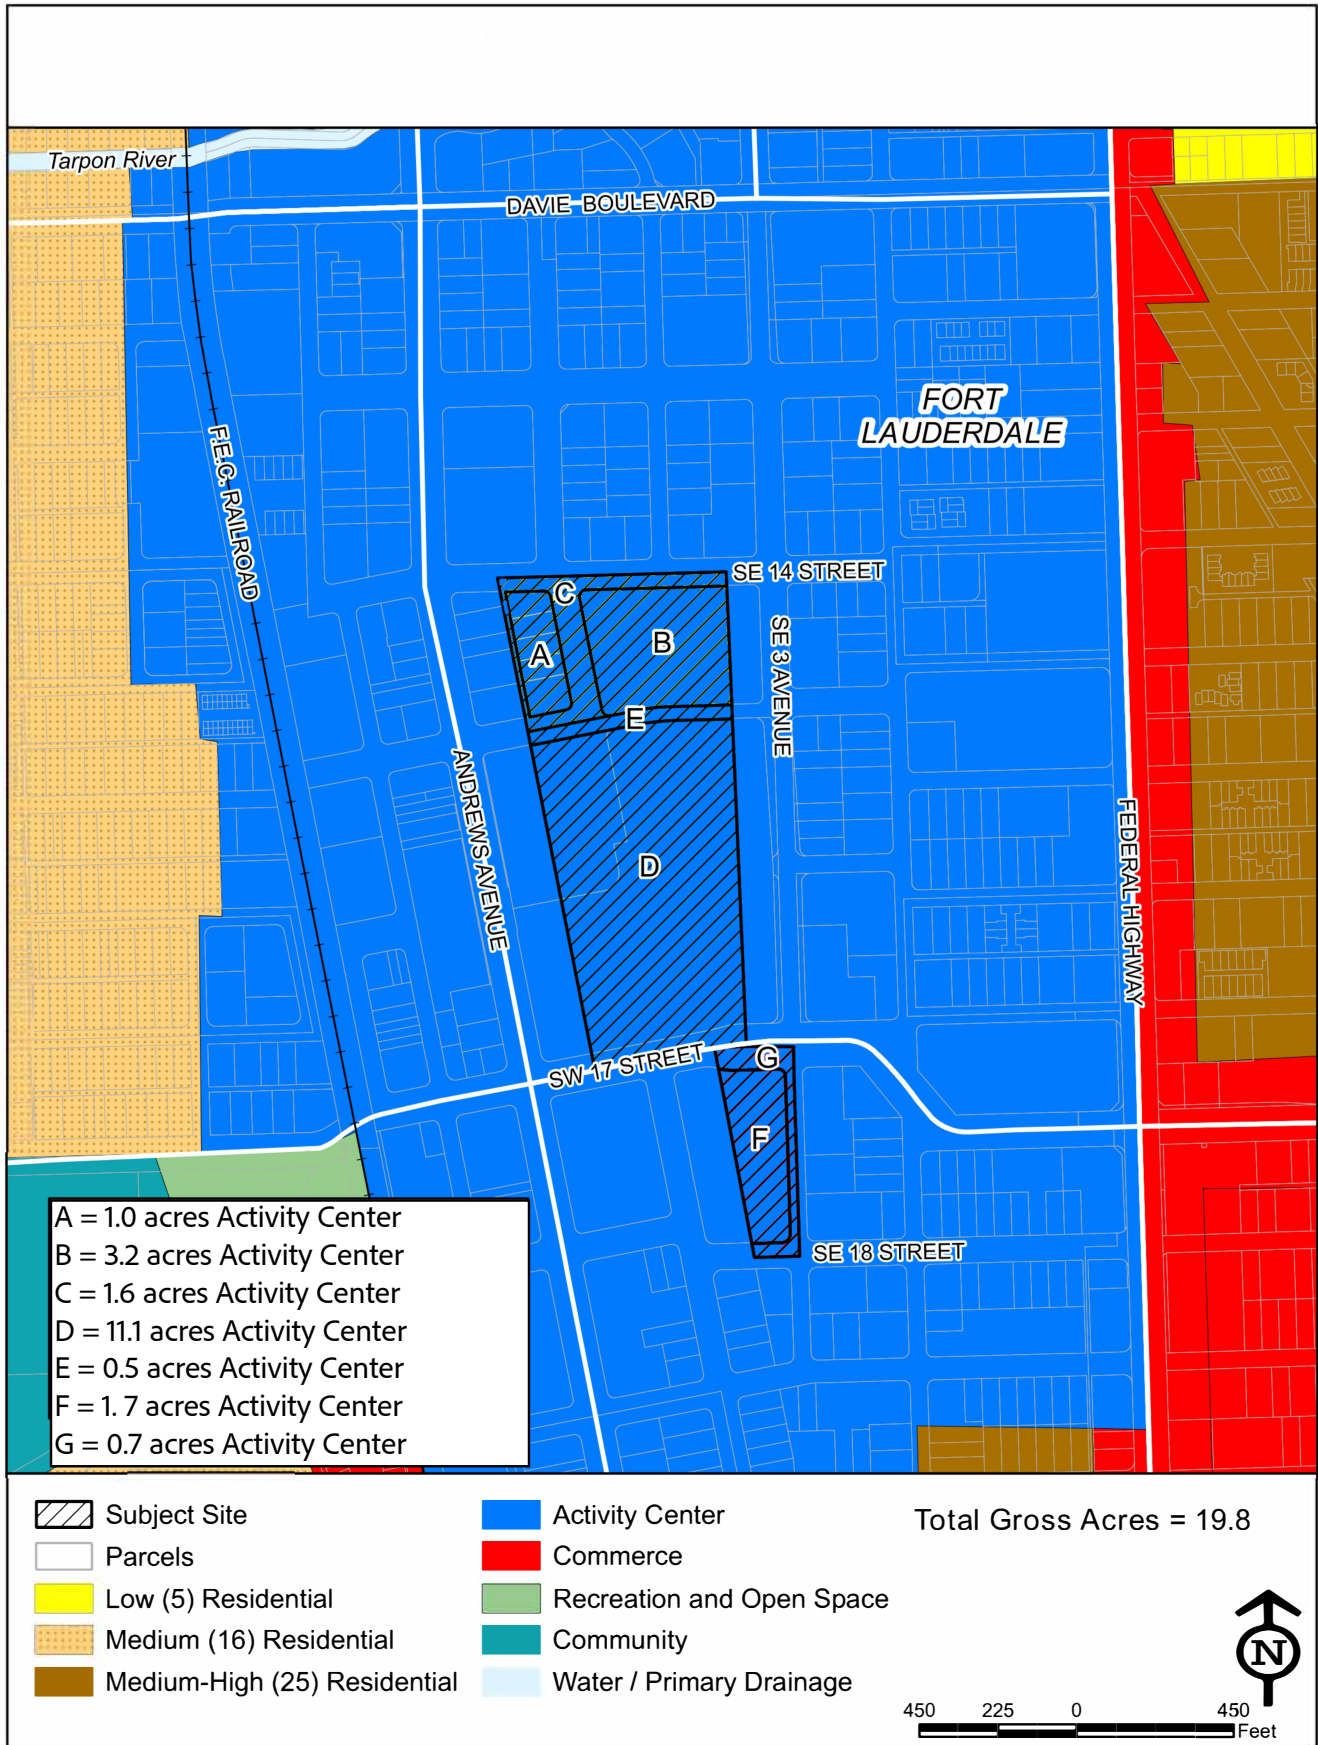 Tarpon River
DAVIE BOULEVARD
FORT
LAUDERDALE
F.E.C. RAILROAD
SE 14 STREET
C
B
A
SE 3 AVENUE
E
ANDREWS AVENUE
FEDERAL HIGHWAY
D
SW 17 STREET
G
F
SE 18 STREET
A = 1.0 acres Activity Center
B = 3.2 acres Activity Center
C = 1.6 acres Activity Center
D = 11.1 acres Activity Center
E = 0.5 acres Activity Center
F = 1. 7 acres Activity Center
G = 0.7 acres Activity Center
Subject Site
Parcels
Low (5) Residential
Medium (16) Residential
Medium-High (25) Residential
Activity Center
Commerce
Recreation and Open Space
Community
Water / Primary Drainage
Total Gross Acres = 19.8
N
450 225 0 450
Feet